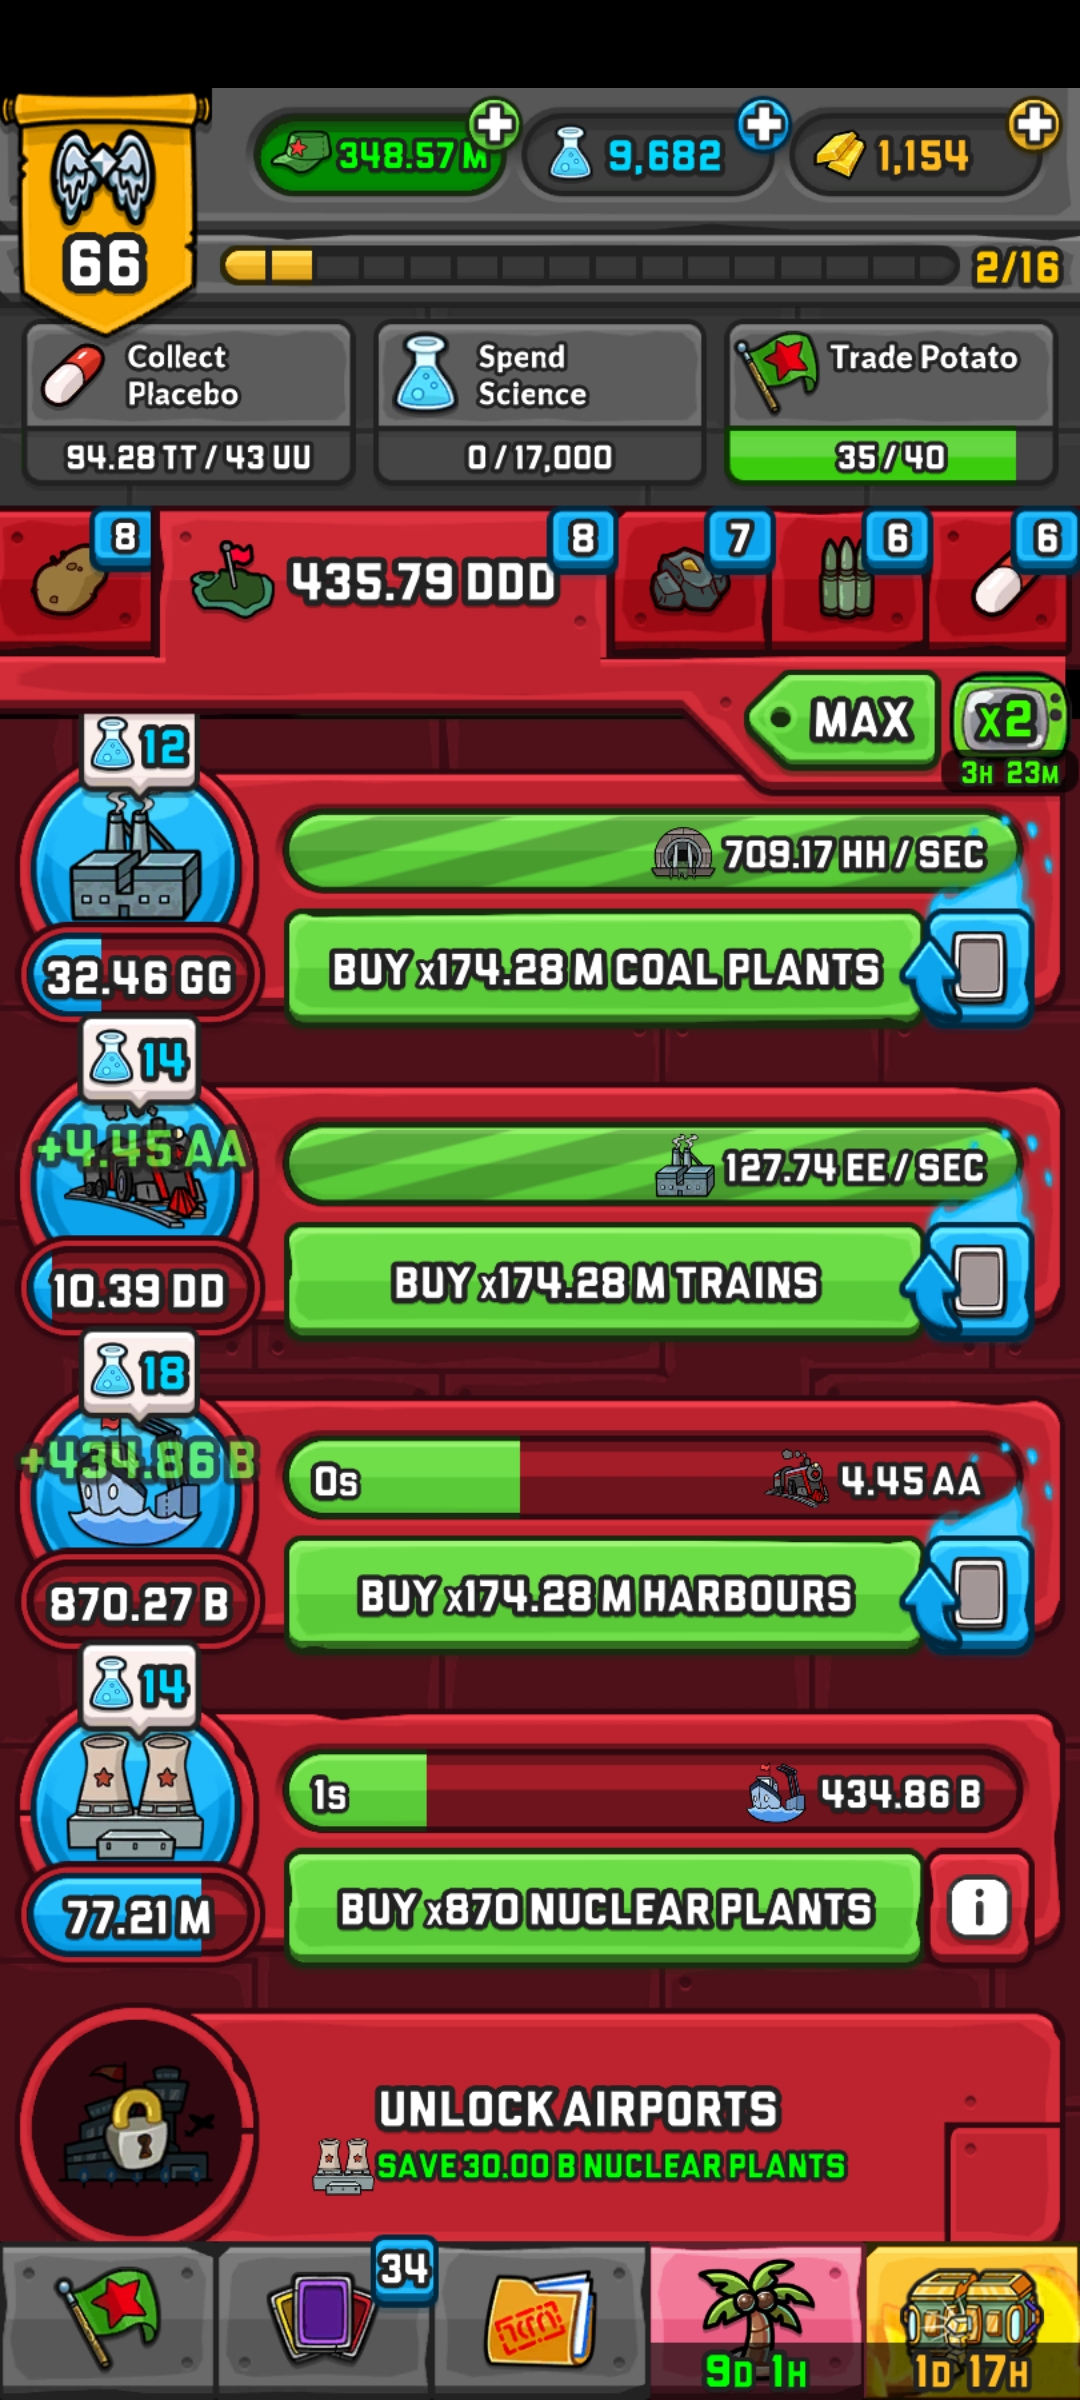 348.57 M
9,682
1,154
66
2/16
Collect
Placebo
94.28 TT / 43 UU
Spend
Science
0 / 17,000
Trade Potato
35 / 40
8
435.79 DDD
8
7
6
6
MAX
x2
3H 23M
12
709.17 HH / SEC
32.46 GG
BUY x174.28 M COAL PLANTS
14
+4.45 AA
127.74 EE / SEC
10.39 DD
BUY x174.28 M TRAINS
18
+434.86 B
0s
4.45 AA
870.27 B
BUY x174.28 M HARBOURS
14
1s
434.86 B
77.21 M
BUY x870 NUCLEAR PLANTS
i
UNLOCK AIRPORTS
SAVE 30.00 B NUCLEAR PLANTS
34
9D 1H
1D 17H